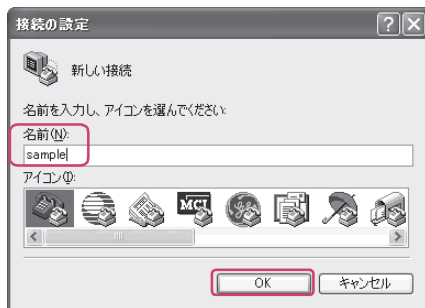 接続の設定
新しい接続
名前を入力し、アイコンを選んでください:
名前(N):
sample
アイコン(I):
MCI
OK
キャンセル